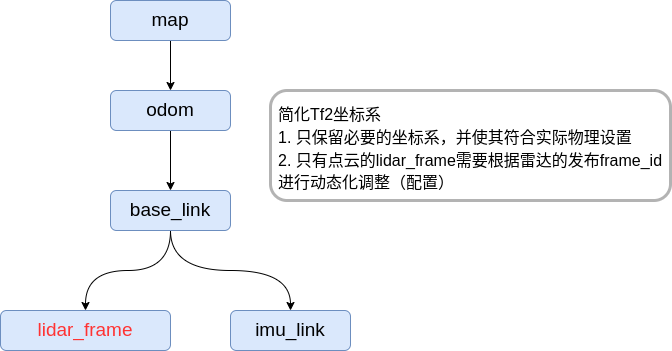 map
odom
简化Tf2坐标系
1. 只保留必要的坐标系，并使其符合实际物理设置
2. 只有点云的lidar_frame需要根据雷达的发布frame_id
进行动态化调整（配置）
base_link
lidar_frame
imu_link